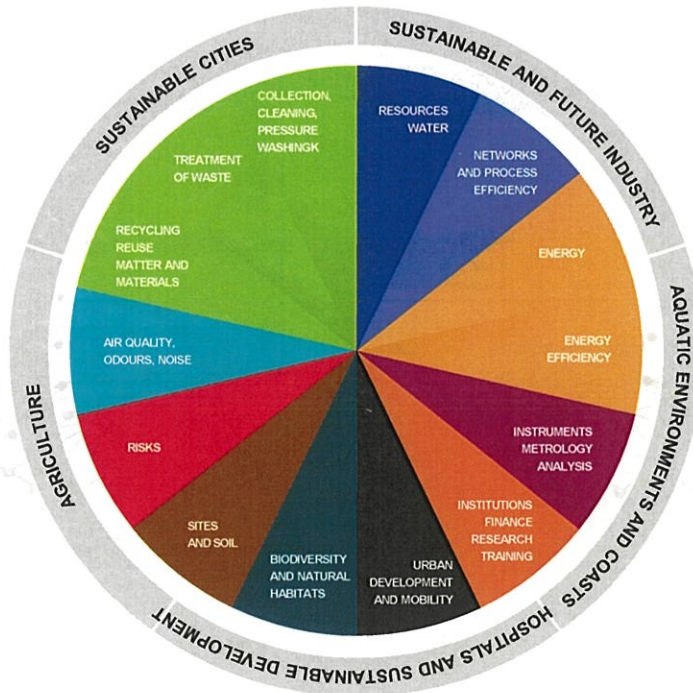 SUSTAINABLE CITIES
SUSTAINABLE AND FUTURE INDUSTRY
AQUATIC ENVIRONMENTS AND COASTS
HOSPITALS AND SUSTAINABLE DEVELOPMENT
AGRICULTURE
COLLECTION,
CLEANING,
PRESSURE
WASHINGK
TREATMENT
OF WASTE
RECYCLING
REUSE
MATTER AND
MATERIALS
AIR QUALITY,
ODOURS, NOISE
RISKS
SITES
AND SOIL
BIODIVERSITY
AND NATURAL
HABITATS
URBAN
DEVELOPMENT
AND MOBILITY
INSTITUTIONS
FINANCE
RESEARCH
TRAINING
INSTRUMENTS
METROLOGY
ANALYSIS
ENERGY
EFFICIENCY
ENERGY
NETWORKS
AND PROCESS
EFFICIENCY
RESOURCES
WATER